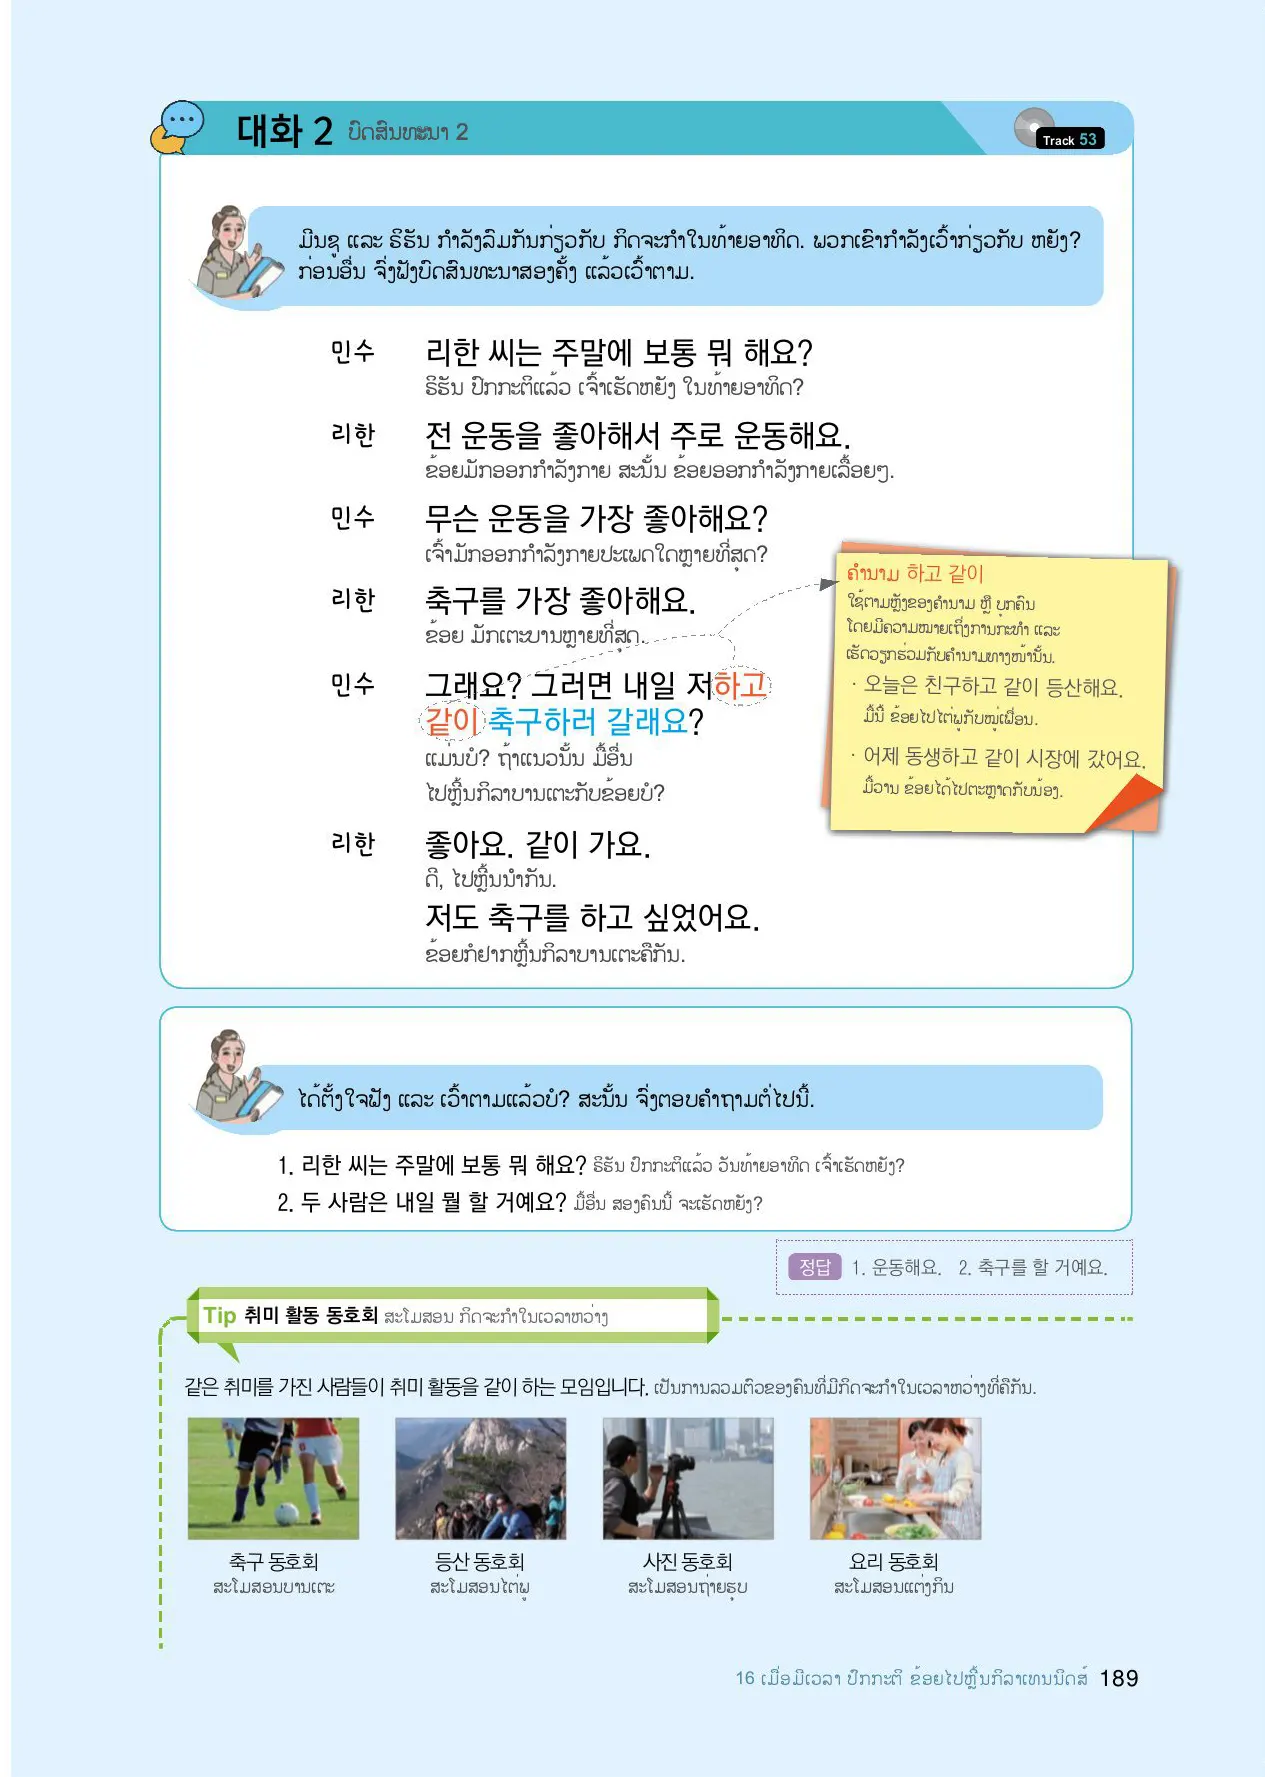 대화 2 ບົດສົນທະນາ 2
Track 53
ມີນຊູ ແລະ ຣິຮັນ ກຳລັງລົມກັນກ່ຽວກັບ ກິດຈະກຳໃນທ້າຍອາທິດ. ພວກເຂົາກຳລັງເວົ້າກ່ຽວກັບ ຫຍັງ?
ກ່ອນອື່ນ ຈົ່ງຟັງບົດສົນທະນາສອງຄັ້ງ ແລ້ວເວົ້າຕາມ.
민수 리한 씨는 주말에 보통 뭐 해요?
ຣິຮັນ ປົກກະຕິແລ້ວ ເຈົ້າເຮັດຫຍັງ ໃນທ້າຍອາທິດ?
리한 전 운동을 좋아해서 주로 운동해요.
ຂ້ອຍມັກອອກກຳລັງກາຍ ສະນັ້ນ ຂ້ອຍອອກກຳລັງກາຍເລື້ອຍໆ.
민수 무슨 운동을 가장 좋아해요?
ເຈົ້າມັກອອກກຳລັງກາຍປະເພດໃດຫຼາຍທີ່ສຸດ?
리한 축구를 가장 좋아해요.
ຂ້ອຍ ມັກເຕະບານຫຼາຍທີ່ສຸດ.
민수 그래요? 그러면 내일 저하고
같이 축구하러 갈래요?
ແມ່ນບໍ? ຖ້າແນວນັ້ນ ມື້ອື່ນ
ໄປຫຼິ້ນກິລາບານເຕະກັບຂ້ອຍບໍ?
리한 좋아요. 같이 가요.
ດີ, ໄປຫຼິ້ນນຳກັນ.
저도 축구를 하고 싶었어요.
ຂ້ອຍກໍຢາກຫຼິ້ນກິລາບານເຕະຄືກັນ.
ຄຳນາມ 하고 같이
ໃຊ້ຕາມຫຼັງຂອງຄຳນາມ ຫຼື ບຸກຄົນ
ໂດຍມີຄວາມໝາຍເຖິ່ງການກະທຳ ແລະ
ເຮັດວຽກຮ່ວມກັບຄຳນາມທາງໜ້ານັ້ນ.
· 오늘은 친구하고 같이 등산해요.
ມື້ນີ້ ຂ້ອຍໄປໄຕ່ພູກັບໝູ່ເພື່ອນ.
· 어제 동생하고 같이 시장에 갔어요.
ມື້ວານ ຂ້ອຍໄດ້ໄປຕະຫຼາດກັບນ້ອງ.
ໄດ້ຕັ້ງໃຈຟັງ ແລະ ເວົ້າຕາມແລ້ວບໍ? ສະນັ້ນ ຈົ່ງຕອບຄຳຖາມຕໍ່ໄປນີ້.
1. 리한 씨는 주말에 보통 뭐 해요? ຣິຮັນ ປົກກະຕິແລ້ວ ວັນທ້າຍອາທິດ ເຈົ້າເຮັດຫຍັງ?
2. 두 사람은 내일 뭘 할 거예요? ມື້ອື່ນ ສອງຄົນນີ້ ຈະເຮັດຫຍັງ?
정답 1. 운동해요. 2. 축구를 할 거예요.
Tip 취미 활동 동호회 ສະໂມສອນ ກິດຈະກຳໃນເວລາຫວ່າງ
같은 취미를 가진 사람들이 취미 활동을 같이 하는 모임입니다. ເປັນການລວມຕົວຂອງຄົນທີ່ມີກິດຈະກຳໃນເວລາຫວ່າງທີ່ຄືກັນ.
축구 동호회 등산 동호회 사진 동호회 요리 동호회
ສະໂມສອນບານເຕະ ສະໂມສອນໄຕ່ພູ ສະໂມສອນຖ່າຍຮູບ ສະໂມສອນແຕ່ງກິນ
16 ເມື່ອມີເວລາ ປົກກະຕິ ຂ້ອຍໄປຫຼິ້ນກິລາເທນນິດສ໌ 189